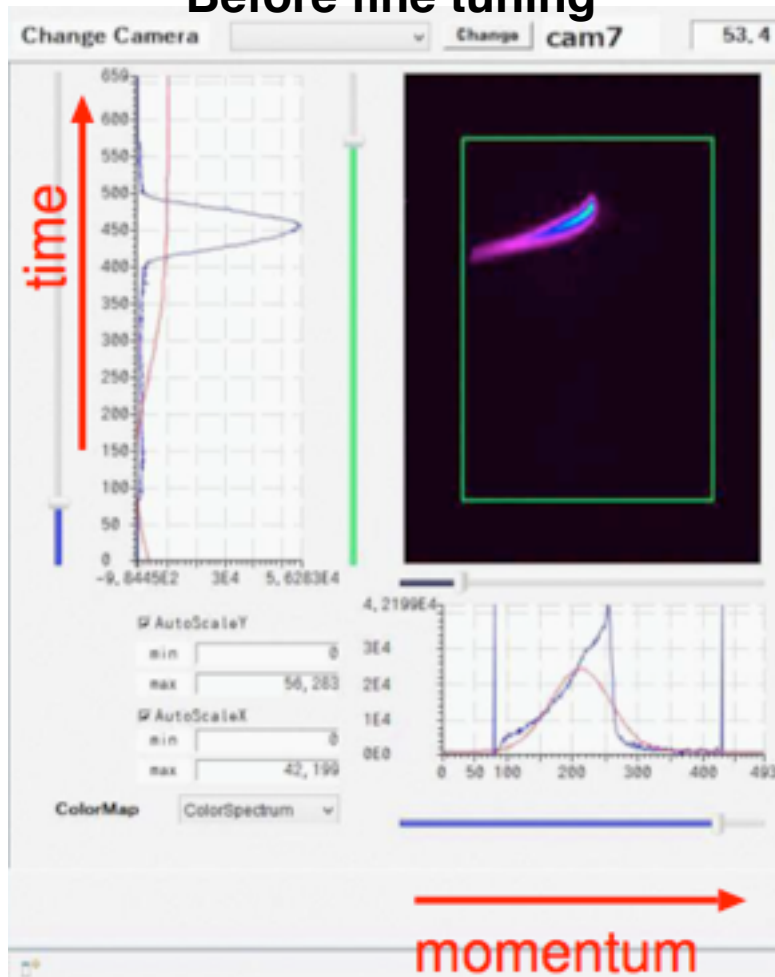 Before fine tuning
Change Camera Change cam7 53,4
time
659
600
550
500
450
400
350
300
250
200
150
100
50
0
-9,8445E2 3E4 5,6283E4
AutoScaleY
min 0
max 56,283
AutoScaleX
min 0
max 42,199
ColorMap ColorSpectrum
4,2199E4
3E4
2E4
1E4
0E0
0 50 100 200 300 400 493
momentum